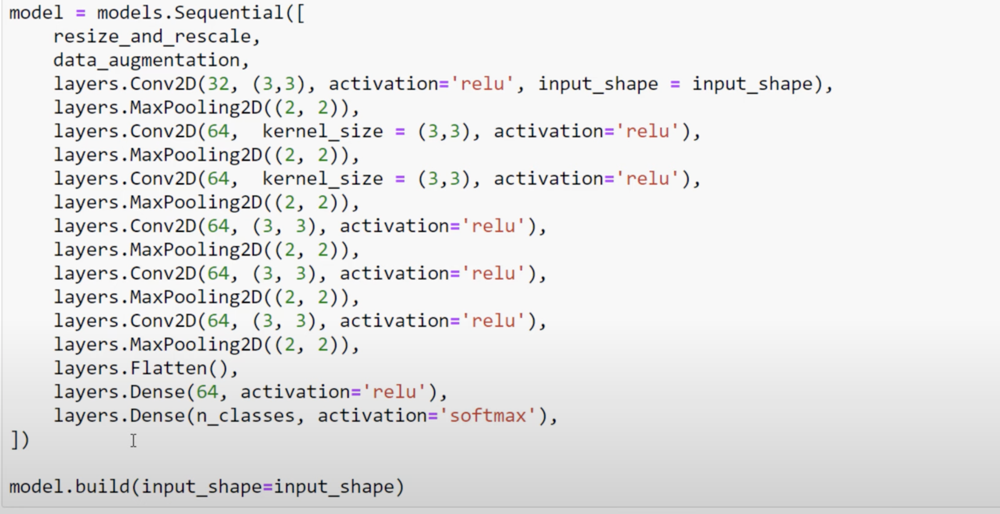 model = models.Sequential([
    resize_and_rescale,
    data_augmentation,
    layers.Conv2D(32, (3,3), activation='relu', input_shape = input_shape),
    layers.MaxPooling2D((2, 2)),
    layers.Conv2D(64,  kernel_size = (3,3), activation='relu'),
    layers.MaxPooling2D((2, 2)),
    layers.Conv2D(64,  kernel_size = (3,3), activation='relu'),
    layers.MaxPooling2D((2, 2)),
    layers.Conv2D(64, (3, 3), activation='relu'),
    layers.MaxPooling2D((2, 2)),
    layers.Conv2D(64, (3, 3), activation='relu'),
    layers.MaxPooling2D((2, 2)),
    layers.Conv2D(64, (3, 3), activation='relu'),
    layers.MaxPooling2D((2, 2)),
    layers.Flatten(),
    layers.Dense(64, activation='relu'),
    layers.Dense(n_classes, activation='softmax'),
])
model.build(input_shape=input_shape)